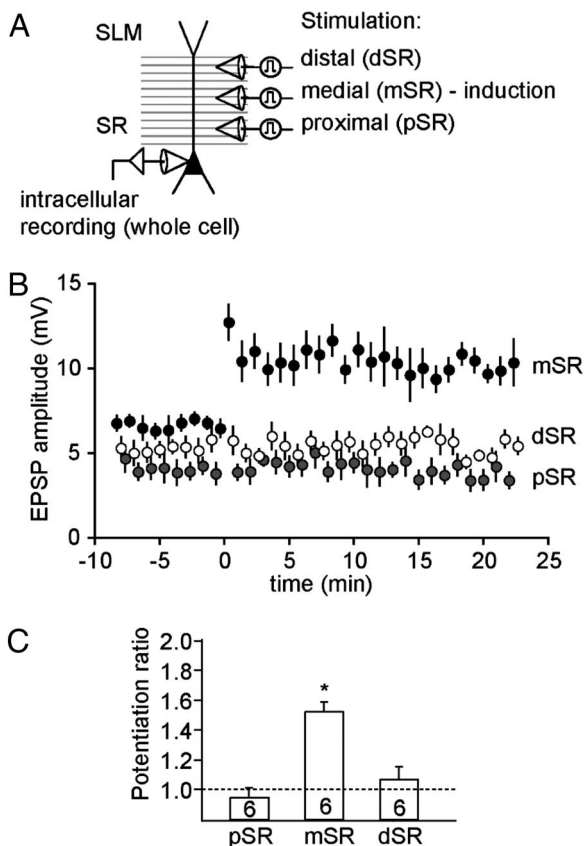 A
SLM
SR
Stimulation:
distal (dSR)
medial (mSR) - induction
proximal (pSR)
intracellular
recording (whole cell)
B
EPSP amplitude (mV)
15
10
5
0
mSR
dSR
pSR
-10 -5 0 5 10 15 20 25
time (min)
C
Potentiation ratio
2.0
1.8
1.6
1.4
1.2
1.0
*
6 6 6
pSR mSR dSR